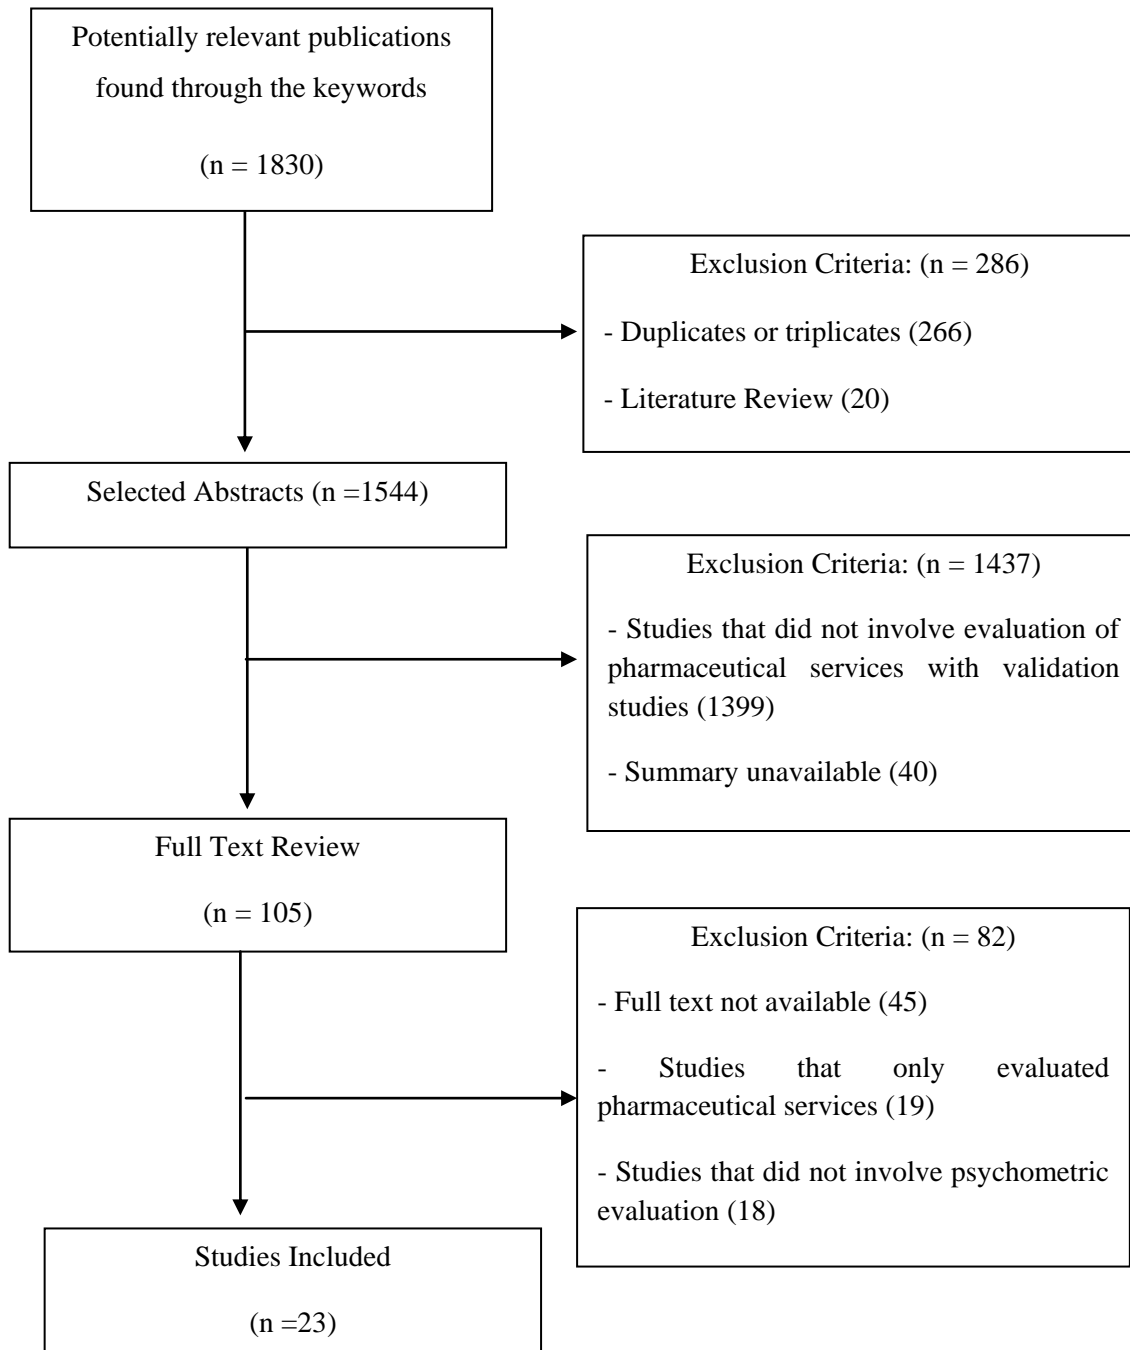 Potentially relevant publications
found through the keywords
(n = 1830)
Exclusion Criteria: (n = 286)
- Duplicates or triplicates (266)
- Literature Review (20)
Selected Abstracts (n =1544)
Exclusion Criteria: (n = 1437)
- Studies that did not involve evaluation of
pharmaceutical services with validation
studies (1399)
- Summary unavailable (40)
Full Text Review
(n = 105)
Exclusion Criteria: (n = 82)
- Full text not available (45)
- Studies that only evaluated
pharmaceutical services (19)
- Studies that did not involve psychometric
evaluation (18)
Studies Included
(n =23)